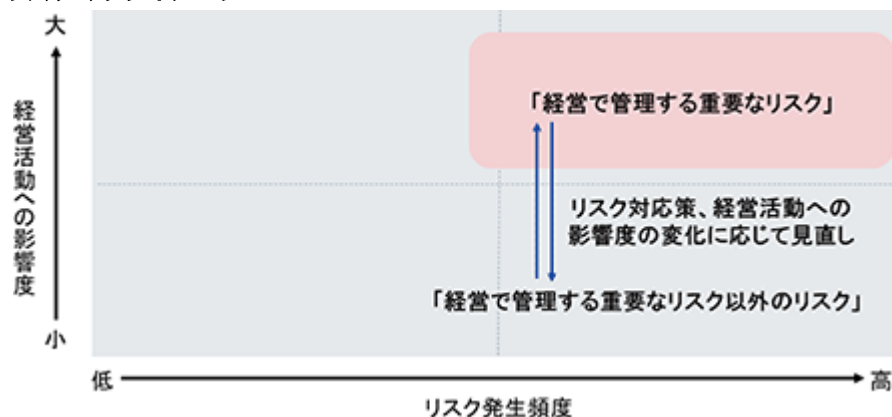 大
経営活動への影響度
「経営で管理する重要なリスク」
リスク対応策、経営活動への
影響度の変化に応じて見直し
「経営で管理する重要なリスク以外のリスク」
小
低
高
リスク発生頻度